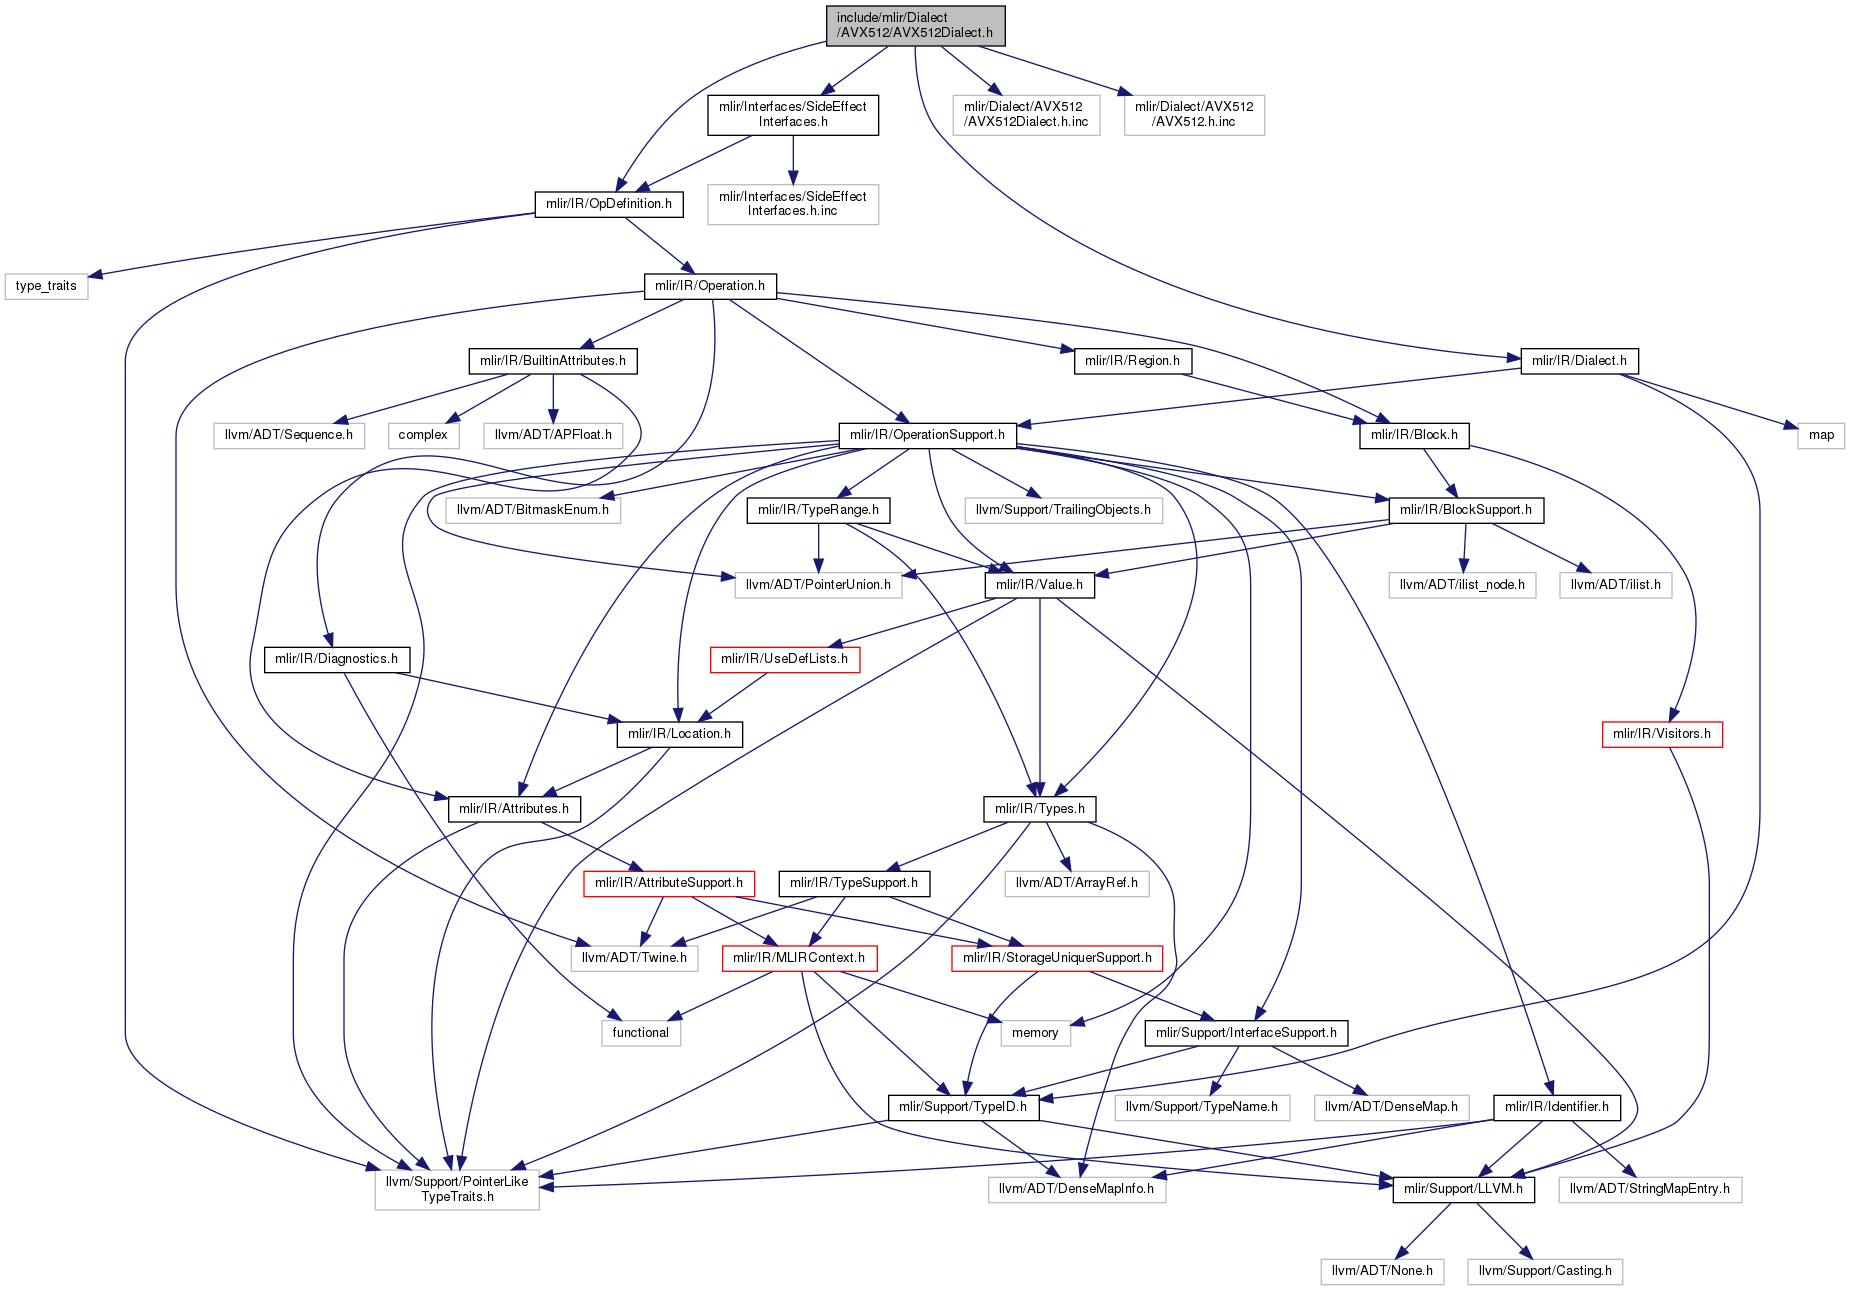 include/mlir/Dialect
/AVX512/AVX512Dialect.h
mlir/Interfaces/SideEffect
Interfaces.h
mlir/Dialect/AVX512
/AVX512Dialect.h.inc
mlir/Dialect/AVX512
/AVX512.h.inc
mlir/IR/OpDefinition.h
mlir/Interfaces/SideEffect
Interfaces.h.inc
type_traits
mlir/IR/Operation.h
mlir/IR/BuiltinAttributes.h
mlir/IR/Region.h
mlir/IR/Dialect.h
llvm/ADT/Sequence.h
complex
llvm/ADT/APFloat.h
mlir/IR/OperationSupport.h
mlir/IR/Block.h
map
llvm/ADT/BitmaskEnum.h
mlir/IR/TypeRange.h
llvm/Support/TrailingObjects.h
mlir/IR/BlockSupport.h
llvm/ADT/PointerUnion.h
mlir/IR/Value.h
llvm/ADT/ilist_node.h
llvm/ADT/ilist.h
mlir/IR/Diagnostics.h
mlir/IR/UseDefLists.h
mlir/IR/Location.h
mlir/IR/Visitors.h
mlir/IR/Attributes.h
mlir/IR/Types.h
mlir/IR/AttributeSupport.h
mlir/IR/TypeSupport.h
llvm/ADT/ArrayRef.h
llvm/ADT/Twine.h
mlir/IR/MLIRContext.h
mlir/IR/StorageUniquerSupport.h
functional
memory
mlir/Support/InterfaceSupport.h
mlir/Support/TypeID.h
llvm/Support/TypeName.h
llvm/ADT/DenseMap.h
mlir/IR/Identifier.h
llvm/Support/PointerLike
TypeTraits.h
llvm/ADT/DenseMapInfo.h
mlir/Support/LLVM.h
llvm/ADT/StringMapEntry.h
llvm/ADT/None.h
llvm/Support/Casting.h